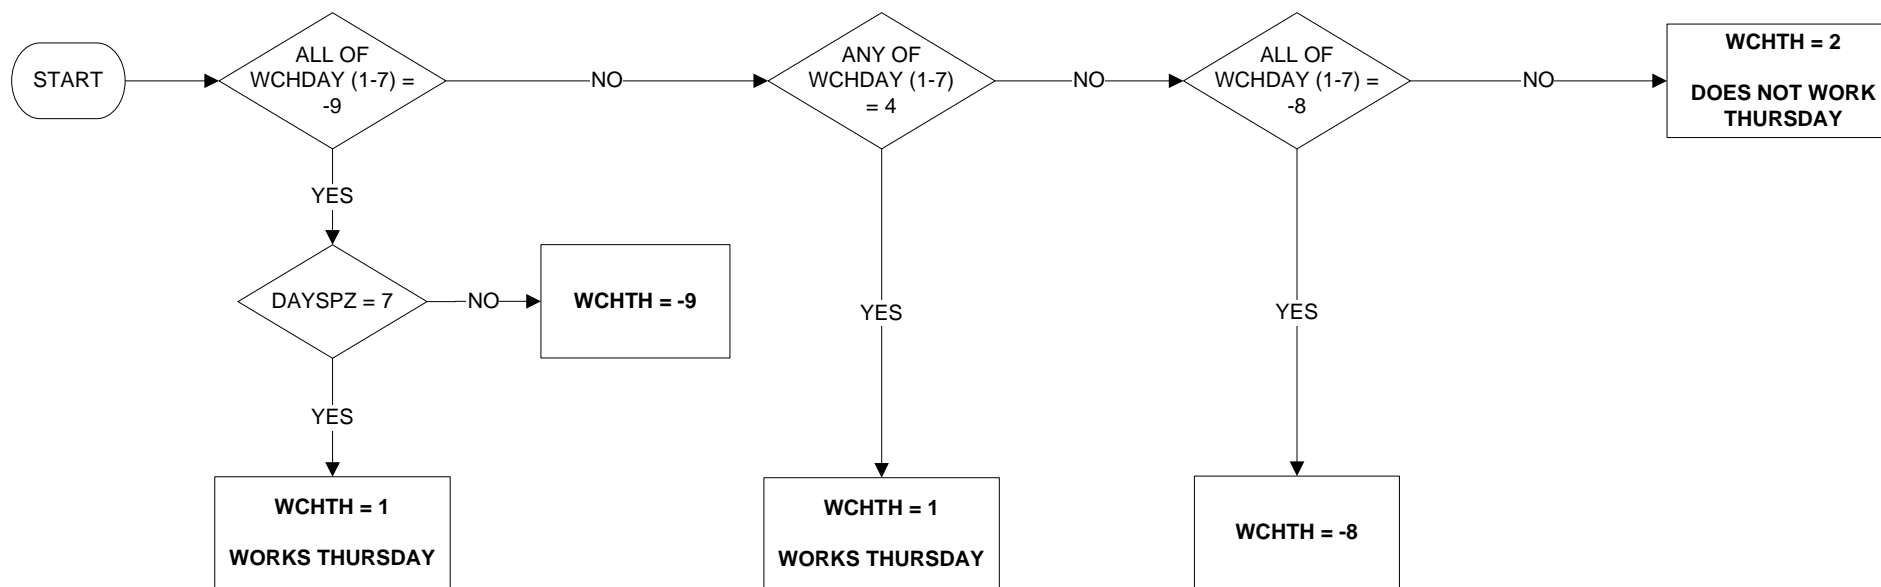 START
ALL OF
WCHDAY (1-7) =
-9
NO
ANY OF
WCHDAY (1-7)
= 4
NO
ALL OF
WCHDAY (1-7) =
-8
NO
WCHTH = 2
DOES NOT WORK
THURSDAY
YES
DAYSPZ = 7
NO
WCHTH = -9
YES
YES
YES
WCHTH = 1
WORKS THURSDAY
WCHTH = 1
WORKS THURSDAY
WCHTH = -8